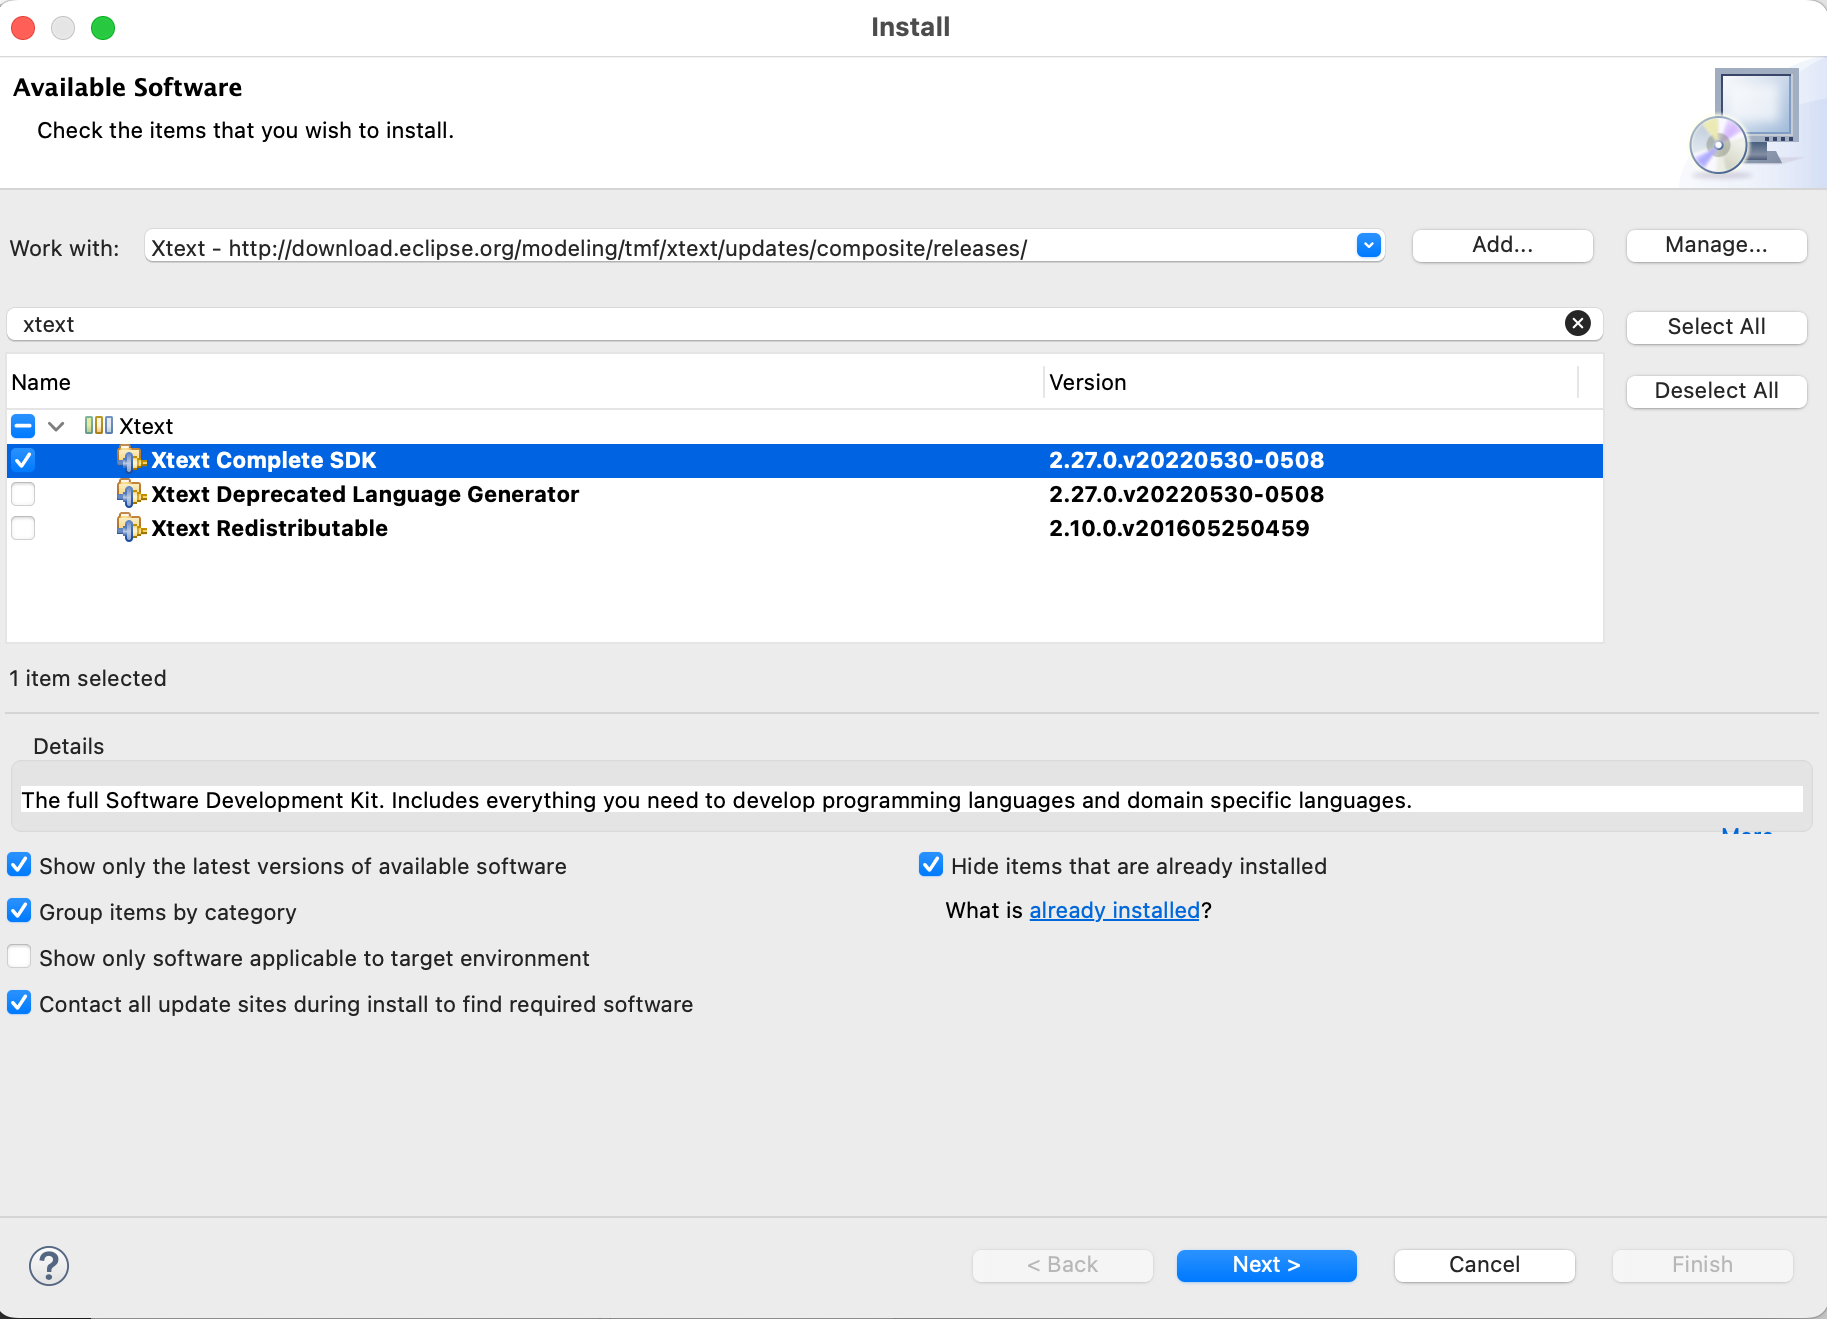 Install
Available Software
Check the items that you wish to install.
Work with: Xtext - http://download.eclipse.org/modeling/tmf/xtext/updates/composite/releases/ Add... Manage...
xtext
Select All
Name Version
Deselect All
Xtext
Xtext Complete SDK 2.27.0.v20220530-0508
Xtext Deprecated Language Generator 2.27.0.v20220530-0508
Xtext Redistributable 2.10.0.v201605250459
1 item selected
Details
The full Software Development Kit. Includes everything you need to develop programming languages and domain specific languages.
More
Show only the latest versions of available software Hide items that are already installed
Group items by category What is already installed?
Show only software applicable to target environment
Contact all update sites during install to find required software
? < Back Next > Cancel Finish